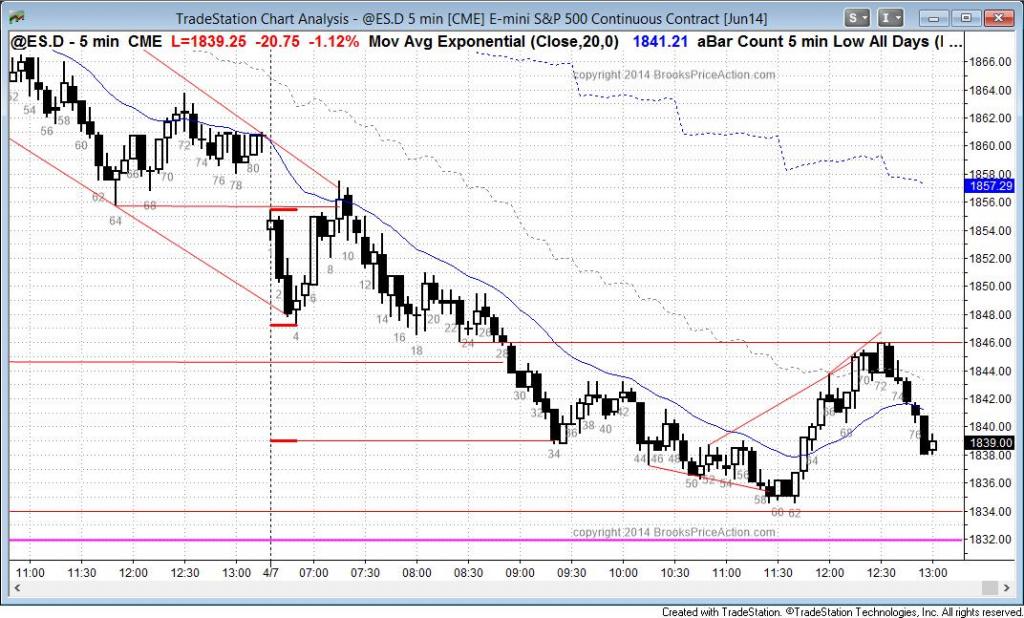 TradeStation Chart Analysis - @ES.D 5 min [CME] E-mini S&P 500 Continuous Contract [Jun14]
S I
@ES.D - 5 min CME L=1839.25 -20.75 -1.12% Mov Avg Exponential (Close,20,0) 1841.21 aBar Count 5 min Low All Days (I ...
copyright 2014 BrooksPriceAction.com
1866.00
1864.00
1862.00
1860.00
1858.00
1857.29
1856.00
1854.00
1852.00
1850.00
1848.00
1846.00
1844.00
1842.00
1840.00
1839.00
1838.00
1836.00
1834.00
1832.00
52 54 56 58 60 62 64 66 68 70 72 74 76 78 80
2 4 6 8 10 12 14 16 18 20 22 24 26 28 30 32 34 36 38 40 42 44 46 48 50 52 54 56 58 60 62 64 66 68 70 72 74 76
copyright 2014 BrooksPriceAction.com
11:00 11:30 12:00 12:30 13:00 4/7 07:00 07:30 08:00 08:30 09:00 09:30 10:00 10:30 11:00 11:30 12:00 12:30 13:00
Created with TradeStation. ©TradeStation Technologies, Inc. All rights reserved.